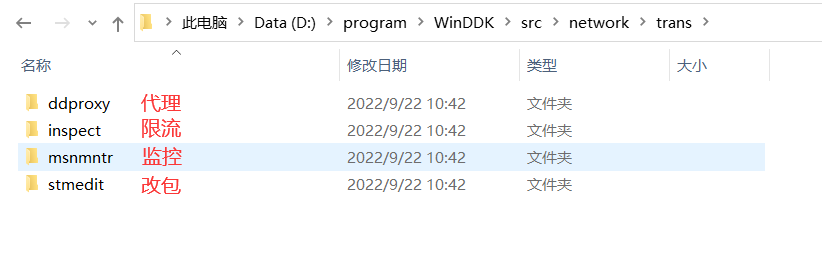 此电脑 > Data (D:) > program > WinDDK > src > network > trans >
名称 修改日期 类型 大小
ddproxy 代理 2022/9/22 10:42 文件夹
inspect 限流 2022/9/22 10:42 文件夹
msnmntr 监控 2022/9/22 10:42 文件夹
stmedit 改包 2022/9/22 10:42 文件夹